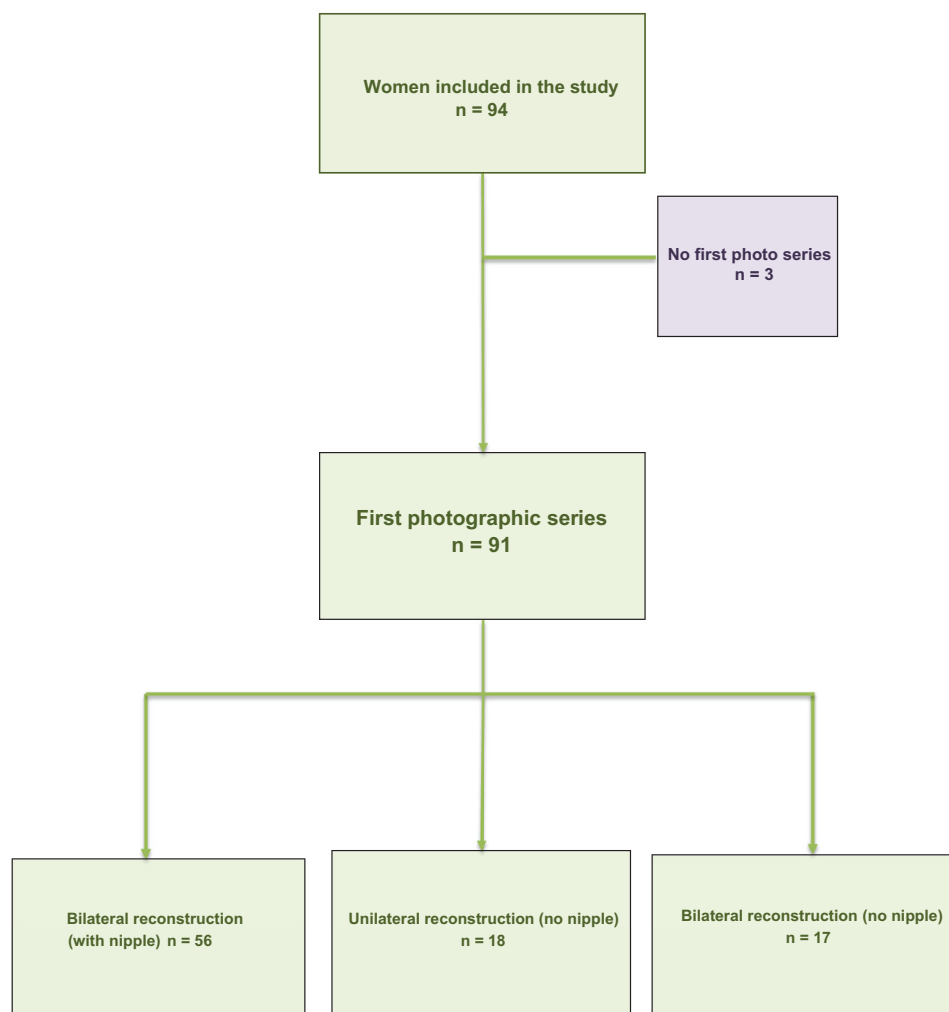 Women included in the study
n = 94
No first photo series
n = 3
First photographic series
n = 91
Bilateral reconstruction
(with nipple) n = 56
Unilateral reconstruction (no nipple)
n = 18
Bilateral reconstruction (no nipple)
n = 17